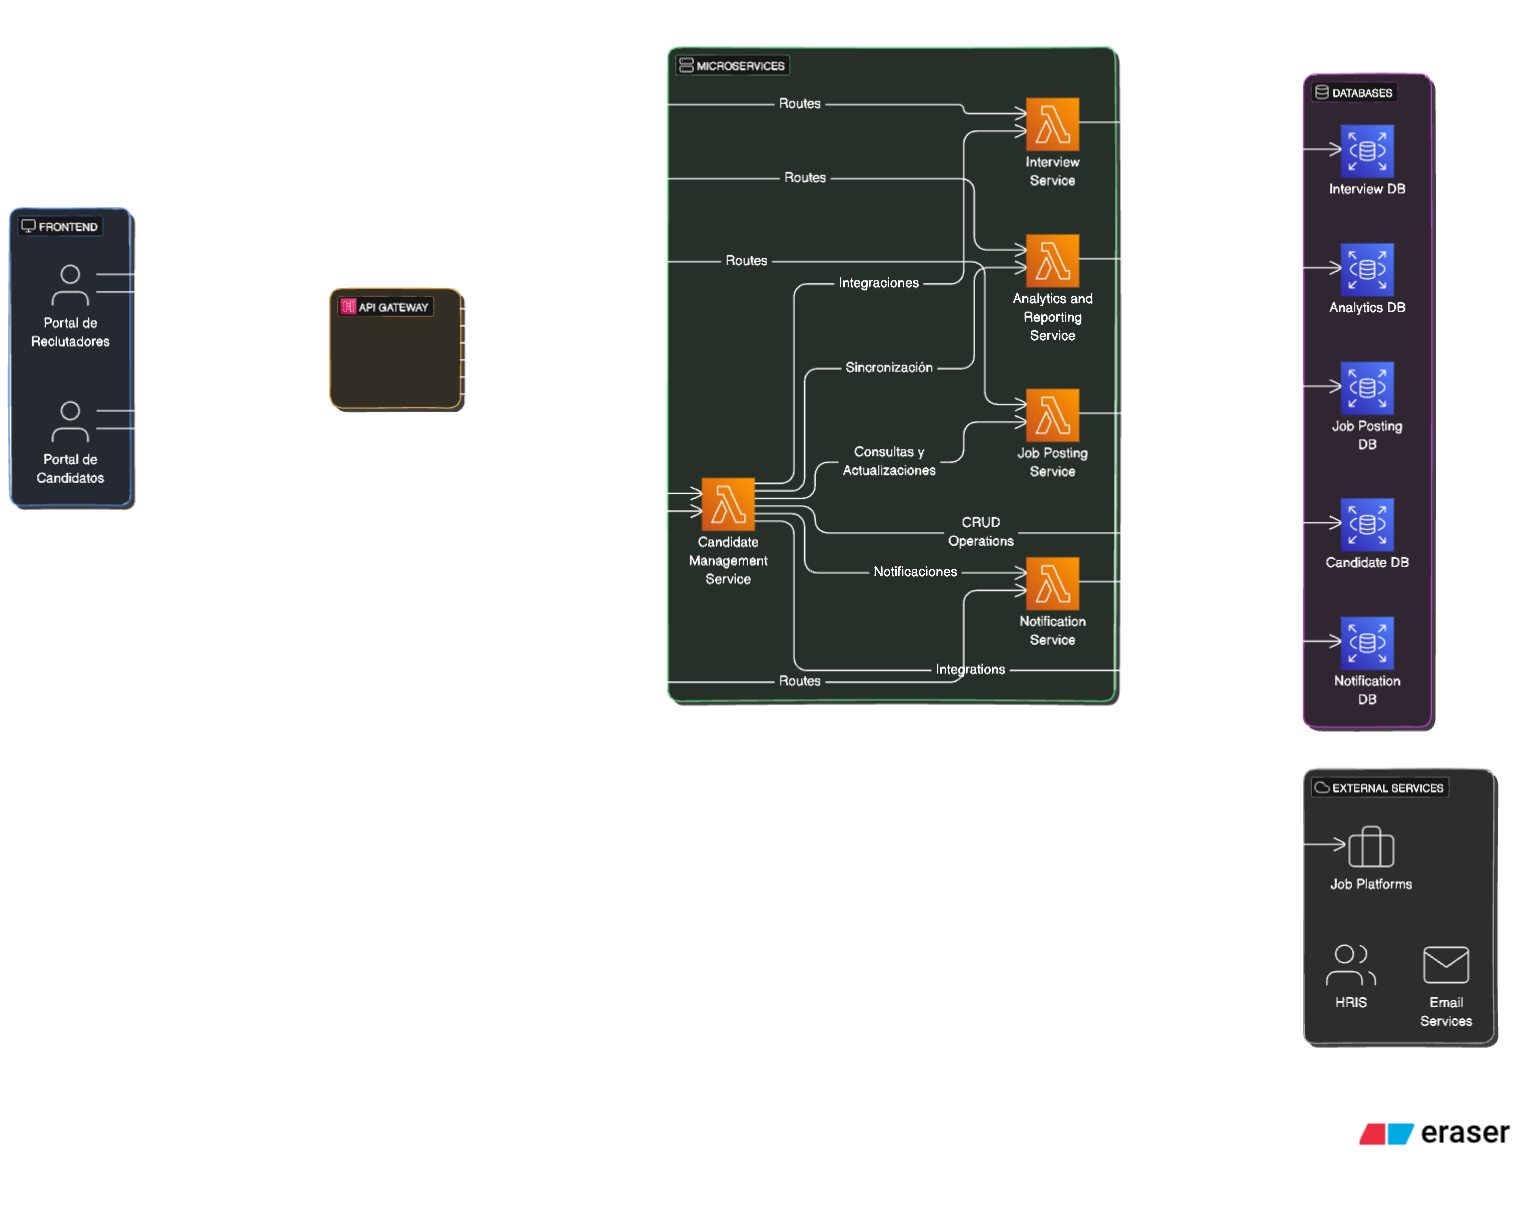 FRONTEND
Portal de
Reclutadores
Portal de
Candidatos
API GATEWAY
MICROSERVICES
Routes
Interview
Service
Routes
Routes
Integraciones
Analytics and
Reporting
Service
Sincronización
Consultas y
Actualizaciones
Job Posting
Service
Candidate
Management
Service
CRUD
Operations
Notificaciones
Notification
Service
Integrations
Routes
DATABASES
Interview DB
Analytics DB
Job Posting
DB
Candidate DB
Notification
DB
EXTERNAL SERVICES
Job Platforms
HRIS
Email
Services
eraser